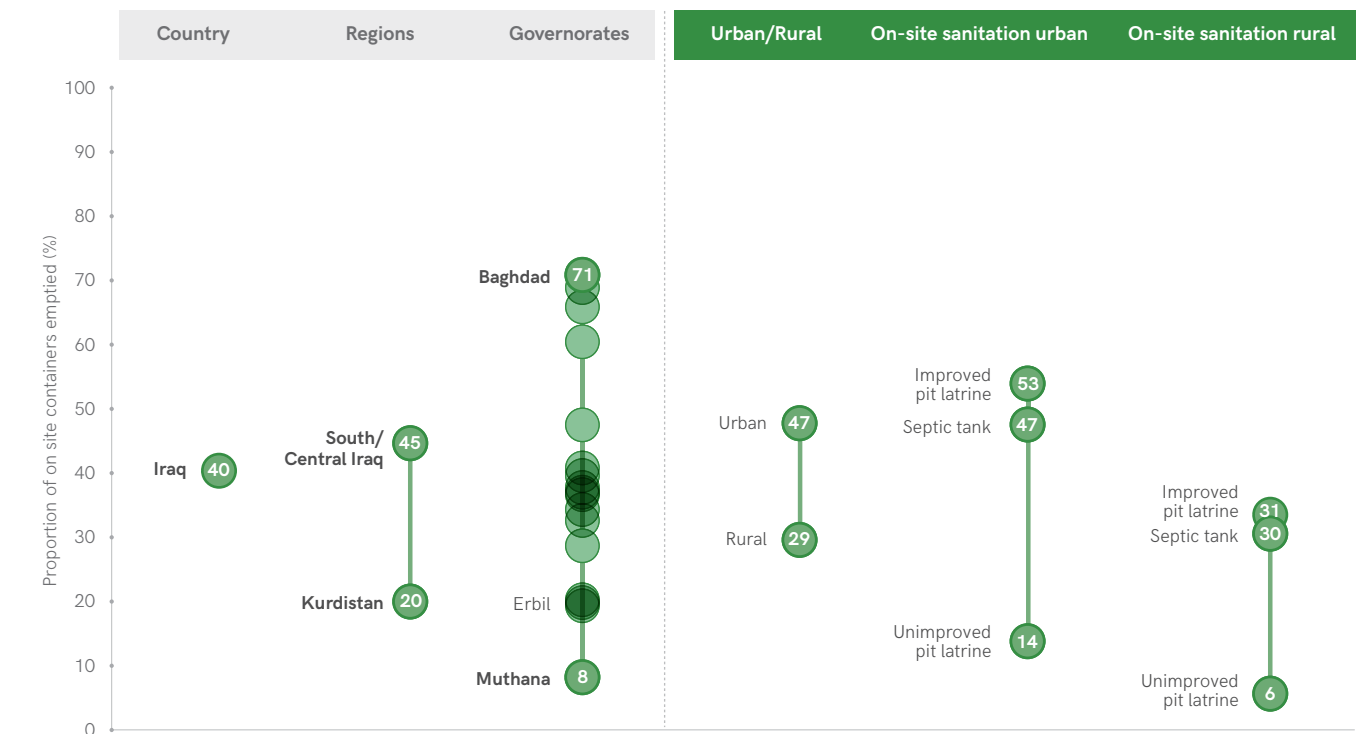 Country Regions Governorates Urban/Rural On-site sanitation urban On-site sanitation rural
Proportion of on site containers emptied (%)
100
90
80
70
60
50
40
30
20
10
0
Iraq 40
South/
Central Iraq 45
Kurdistan 20
Baghdad 71
Erbil
Muthana 8
Urban 47
Rural 29
Improved
pit latrine 53
Septic tank 47
Unimproved
pit latrine 14
Improved
pit latrine 31
Septic tank 30
Unimproved
pit latrine 6